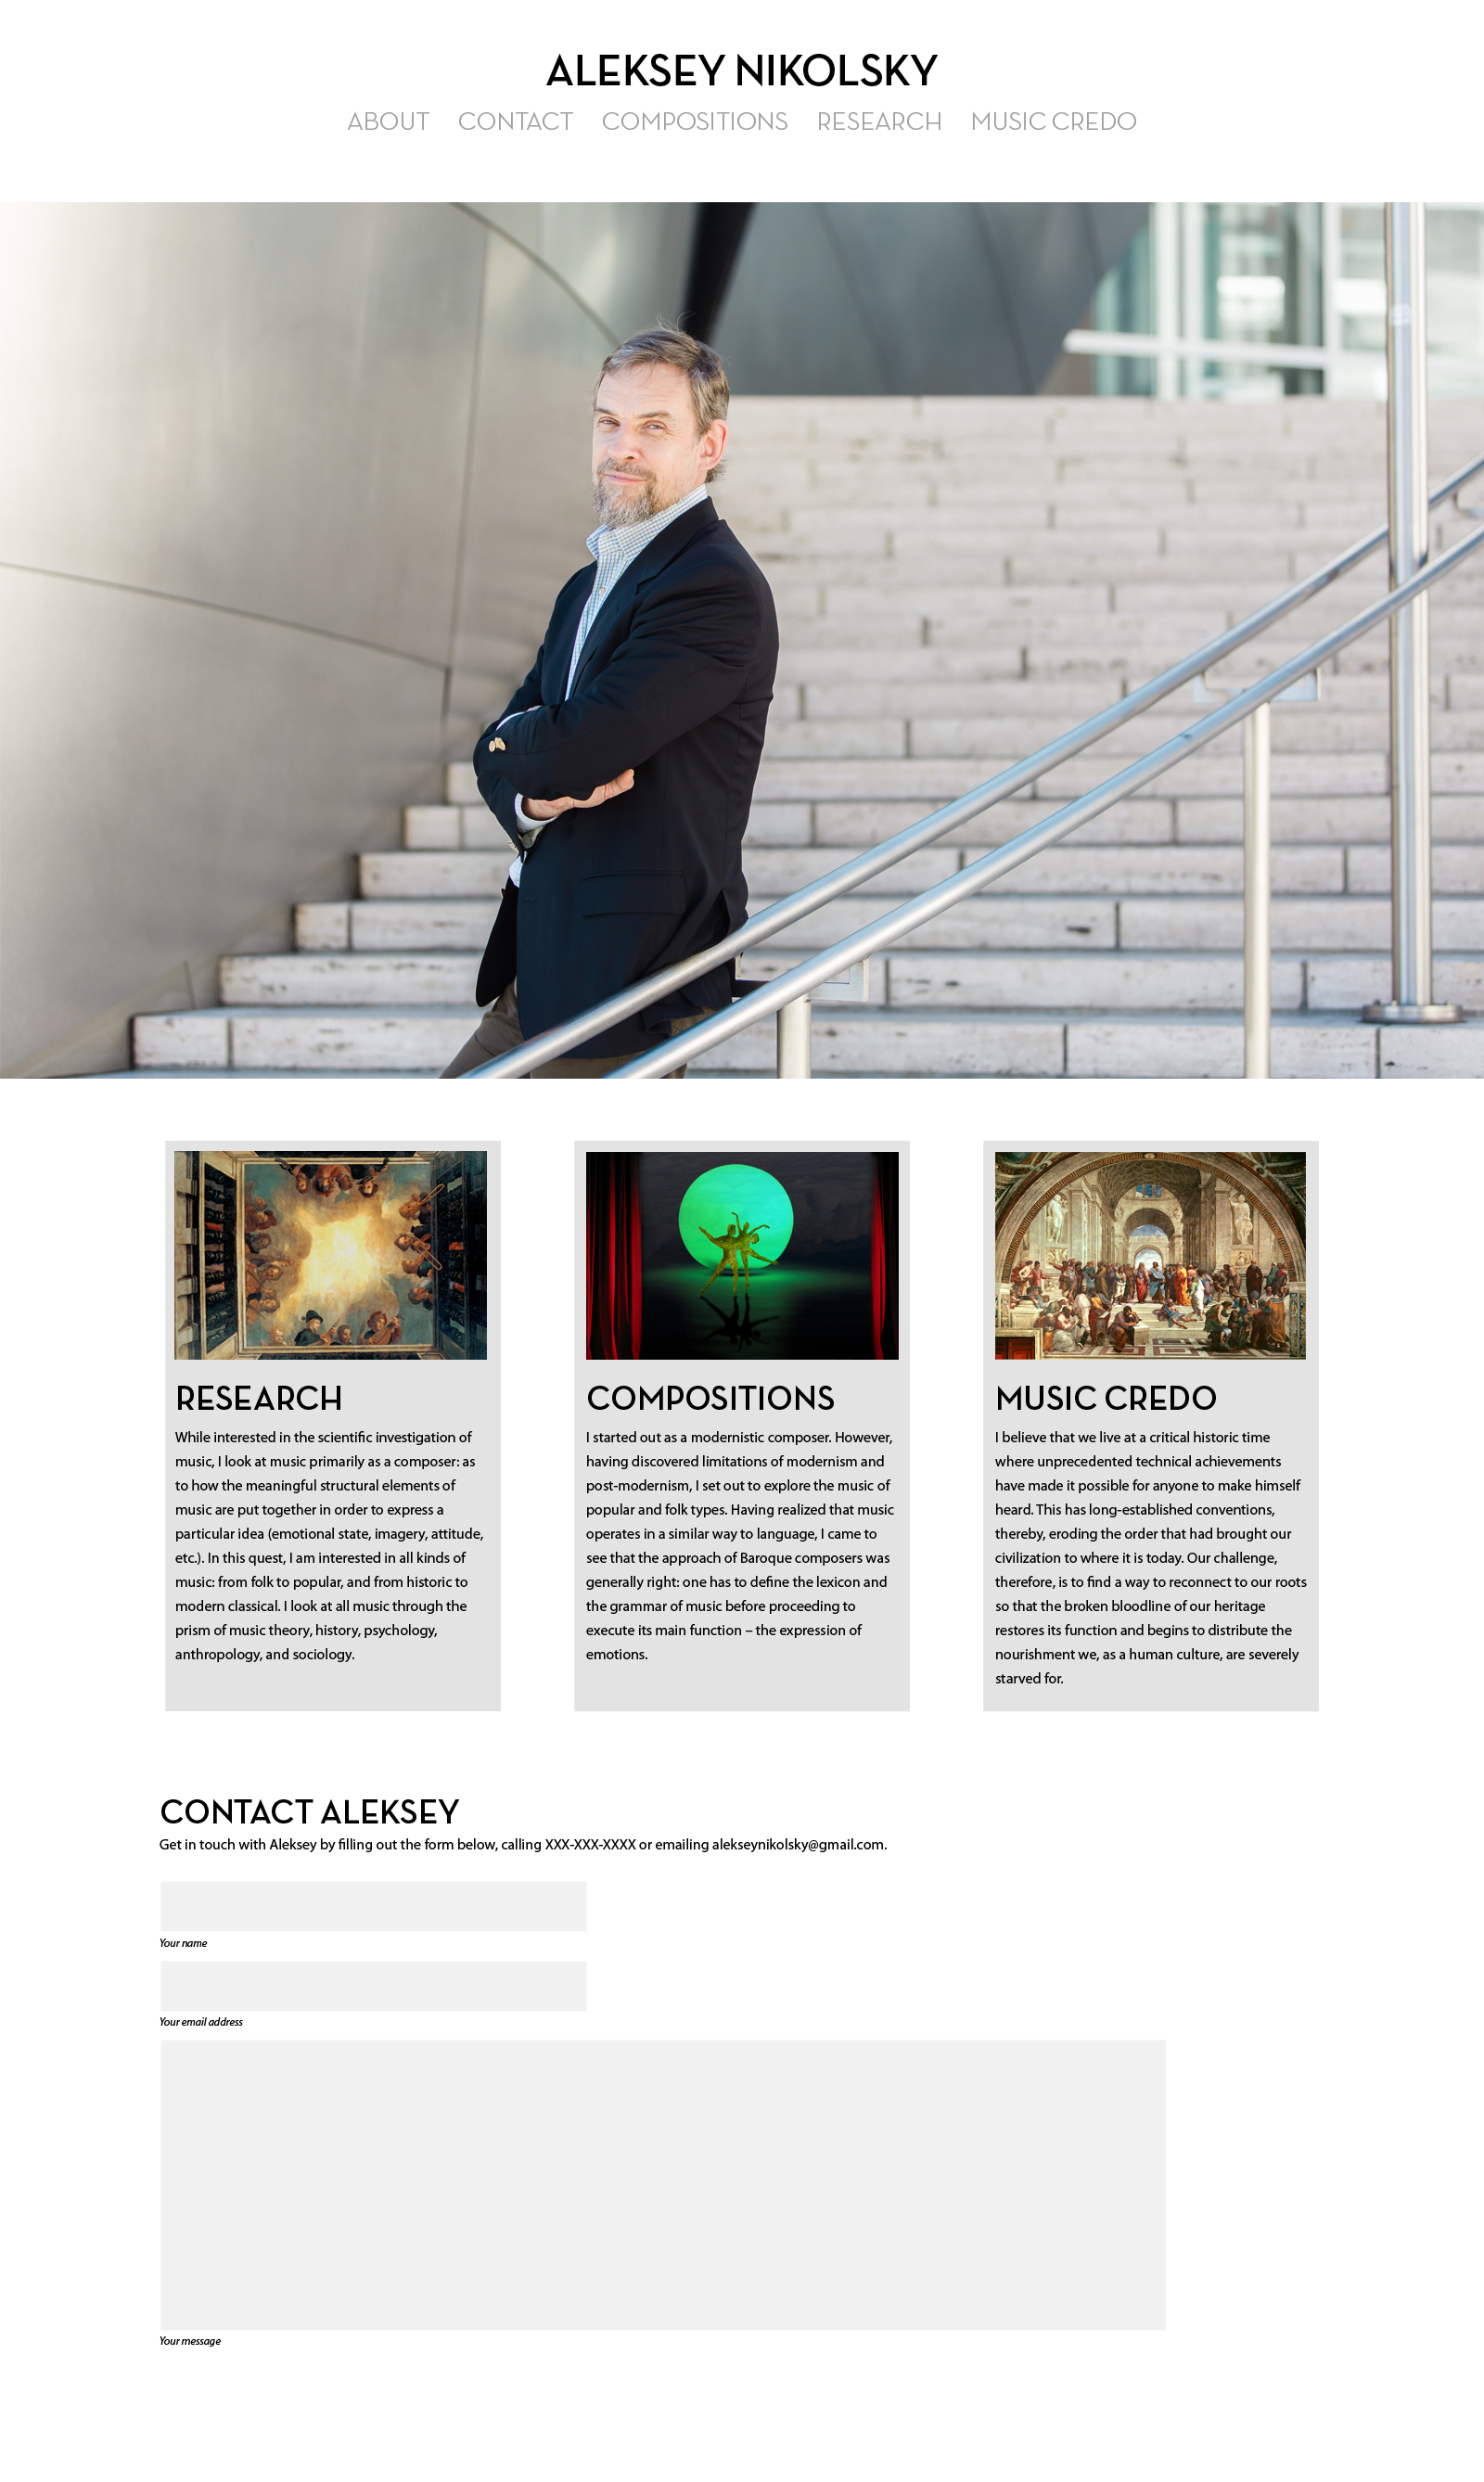 ALEKSEY NIKOLSKY
ABOUT CONTACT COMPOSITIONS RESEARCH MUSIC CREDO
RESEARCH
While interested in the scientific investigation of
music, I look at music primarily as a composer: as
to how the meaningful structural elements of
music are put together in order to express a
particular idea (emotional state, imagery, attitude,
etc.). In this quest, I am interested in all kinds of
music: from folk to popular, and from historic to
modern classical. I look at all music through the
prism of music theory, history, psychology,
anthropology, and sociology.
COMPOSITIONS
I started out as a modernistic composer. However,
having discovered limitations of modernism and
post-modernism, I set out to explore the music of
popular and folk types. Having realized that music
operates in a similar way to language, I came to
see that the approach of Baroque composers was
generally right: one has to define the lexicon and
the grammar of music before proceeding to
execute its main function – the expression of
emotions.
MUSIC CREDO
I believe that we live at a critical historic time
where unprecedented technical achievements
have made it possible for anyone to make himself
heard. This has long-established conventions,
thereby, eroding the order that had brought our
civilization to where it is today. Our challenge,
therefore, is to find a way to reconnect to our roots
so that the broken bloodline of our heritage
restores its function and begins to distribute the
nourishment we, as a human culture, are severely
starved for.
CONTACT ALEKSEY
Get in touch with Aleksey by filling out the form below, calling XXX-XXX-XXXX or emailing alekseynikolsky@gmail.com.
Your name
Your email address
Your message